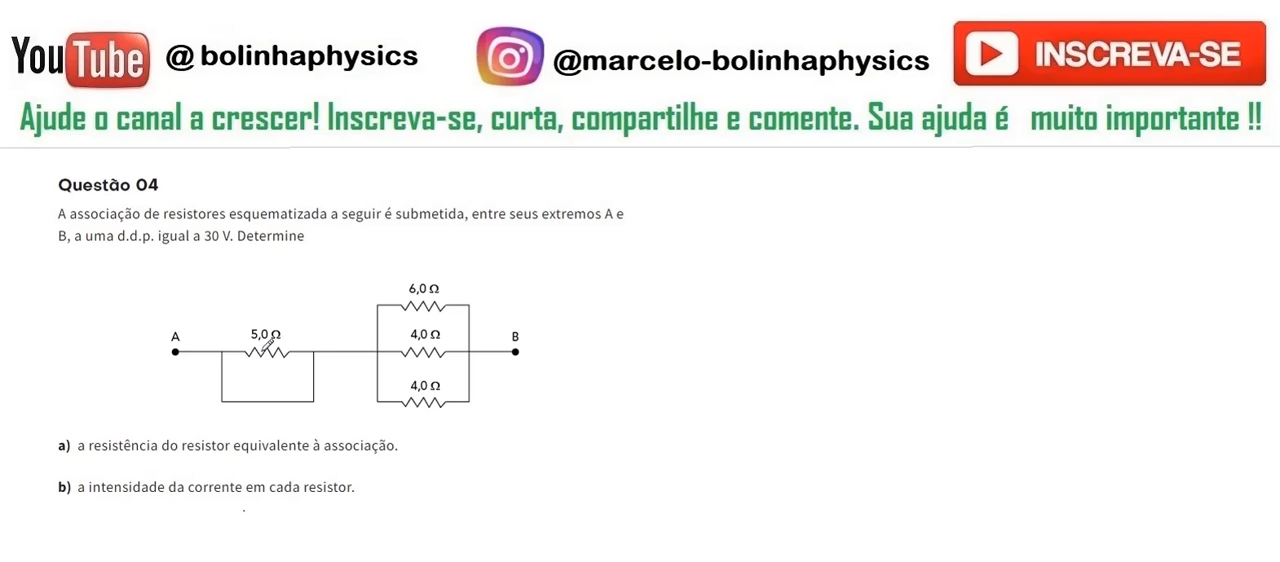 YouTube @ bolinhaphysics @marcelo-bolinhaphysics INSCREVA-SE
Ajude o canal a crescer! Inscreva-se, curta, compartilhe e comente. Sua ajuda é muito importante !!
Questão 04
A associação de resistores esquematizada a seguir é submetida, entre seus extremos A e
B, a uma d.d.p. igual a 30 V. Determine
6,0 Ω
A 5,0 Ω 4,0 Ω B
4,0 Ω
a) a resistência do resistor equivalente à associação.
b) a intensidade da corrente em cada resistor.